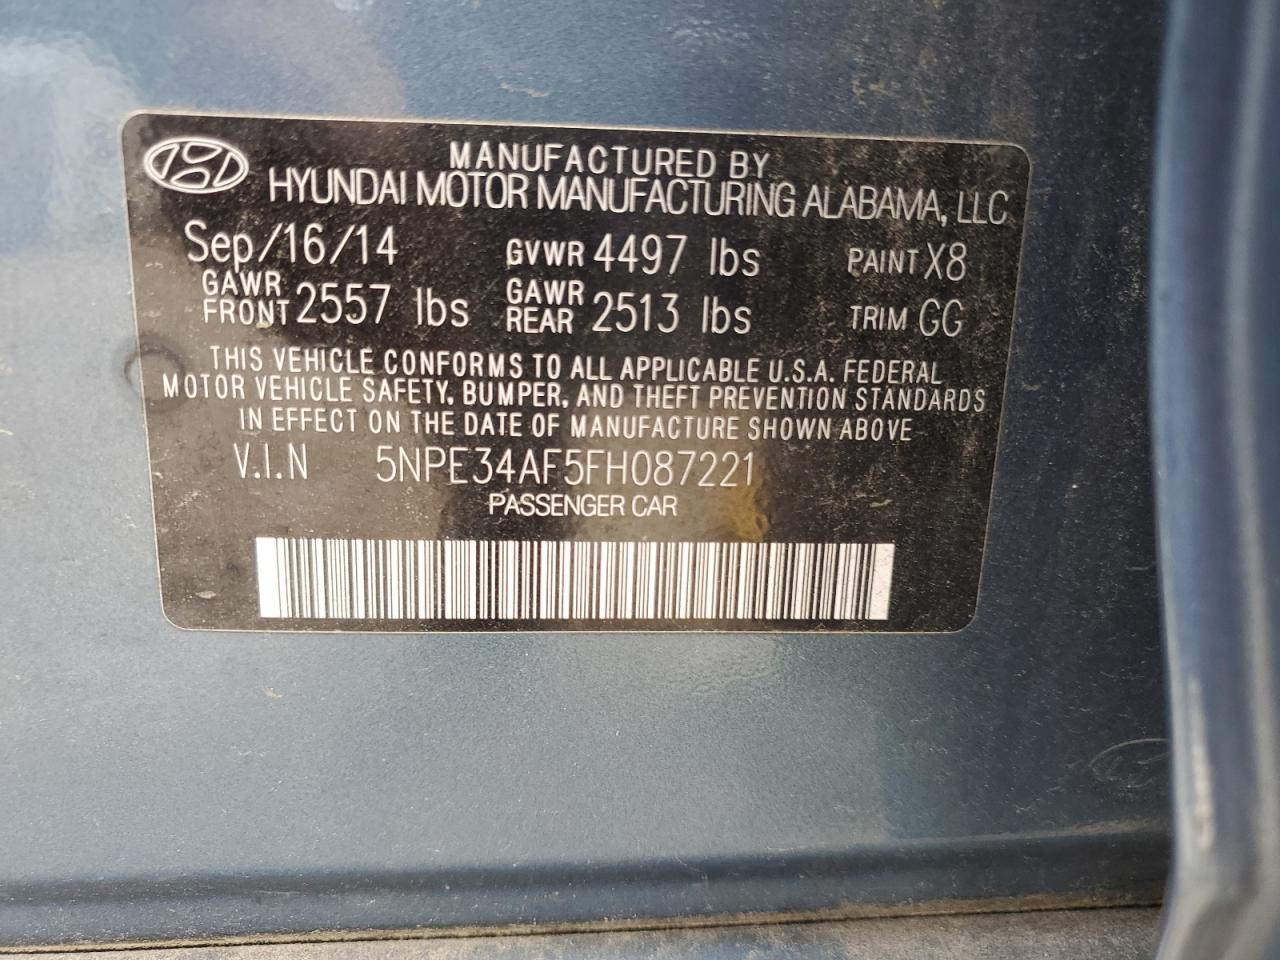 MANUFACTURED BY
HYUNDAI MOTOR MANUFACTURING ALABAMA, LLC
Sep/16/14 GVWR 4497 lbs PAINT X8
GAWR FRONT 2557 lbs GAWR REAR 2513 lbs TRIM GG
THIS VEHICLE CONFORMS TO ALL APPLICABLE U.S.A. FEDERAL
MOTOR VEHICLE SAFETY, BUMPER, AND THEFT PREVENTION STANDARDS
IN EFFECT ON THE DATE OF MANUFACTURE SHOWN ABOVE
V.I.N 5NPE34AF5FH087221
PASSENGER CAR